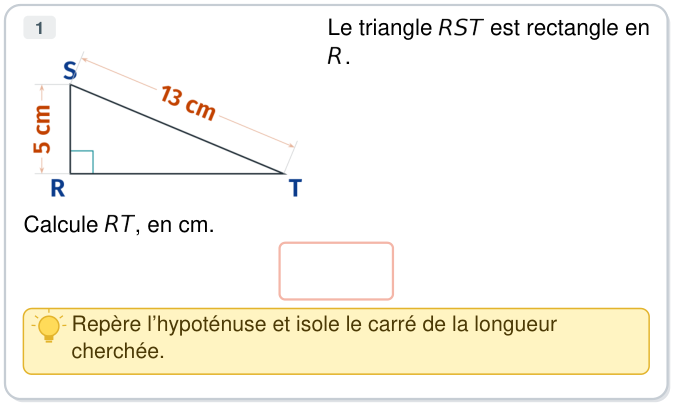 1
Le triangle RST est rectangle en
R.
S
13 cm
5 cm
R
T
Calcule RT, en cm.
Repère l'hypoténuse et isole le carré de la longueur
cherchée.